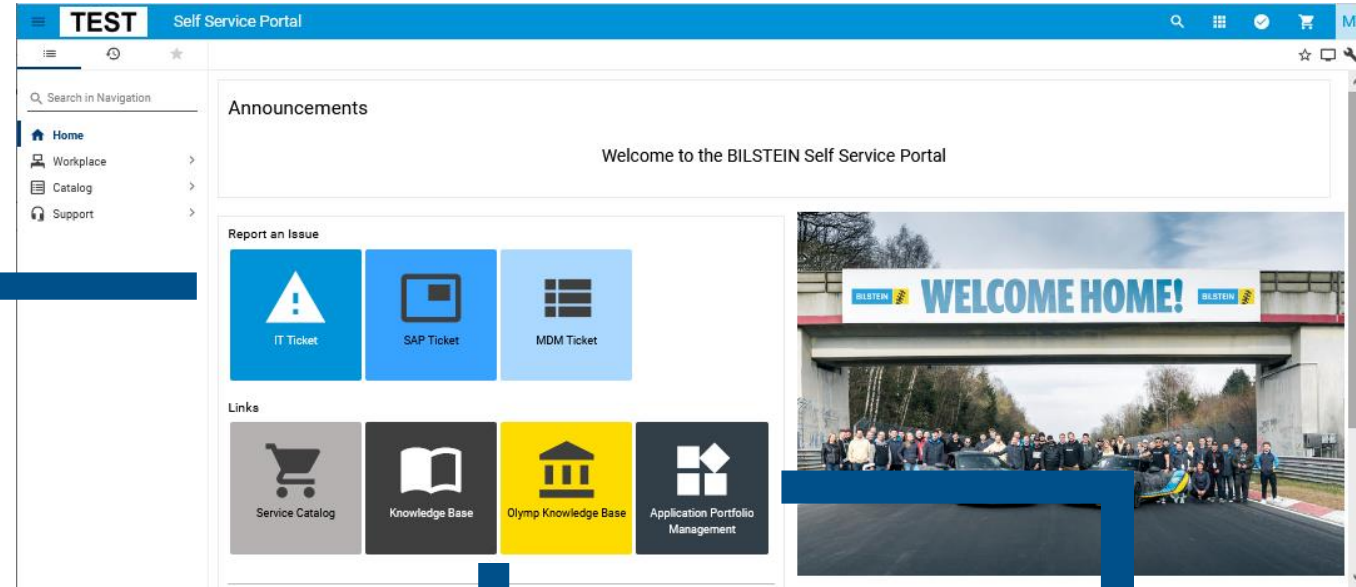 TEST
Self Service Portal
M
Search in Navigation
Home
Workplace
Catalog
Support
Announcements
Welcome to the BILSTEIN Self Service Portal
Report an Issue
IT Ticket
SAP Ticket
MDM Ticket
Links
Service Catalog
Knowledge Base
Olymp Knowledge Base
Application Portfolio
Management
BILSTEIN WELCOME HOME! BILSTEIN